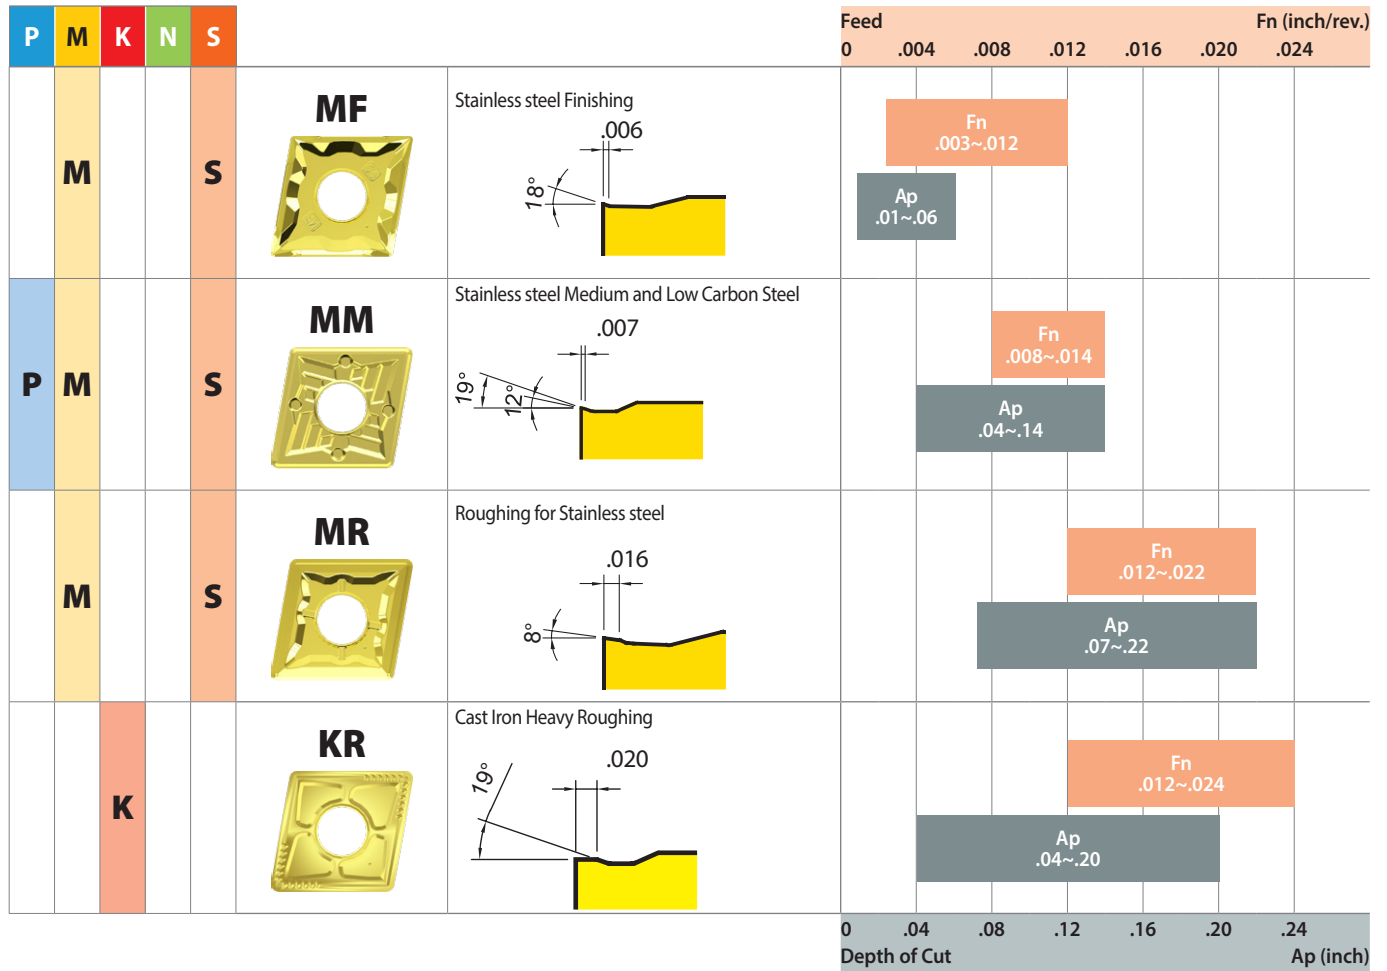 P M K N S
Feed Fn (inch/rev.)
0 .004 .008 .012 .016 .020 .024
M S
MF
Stainless steel Finishing
.006
18°
Fn
.003~.012
Ap
.01~.06
P M S
MM
Stainless steel Medium and Low Carbon Steel
.007
19°
12°
Fn
.008~.014
Ap
.04~.14
M S
MR
Roughing for Stainless steel
.016
8°
Fn
.012~.022
Ap
.07~.22
K
KR
Cast Iron Heavy Roughing
.020
19°
Fn
.012~.024
Ap
.04~.20
0 .04 .08 .12 .16 .20 .24
Depth of Cut Ap (inch)